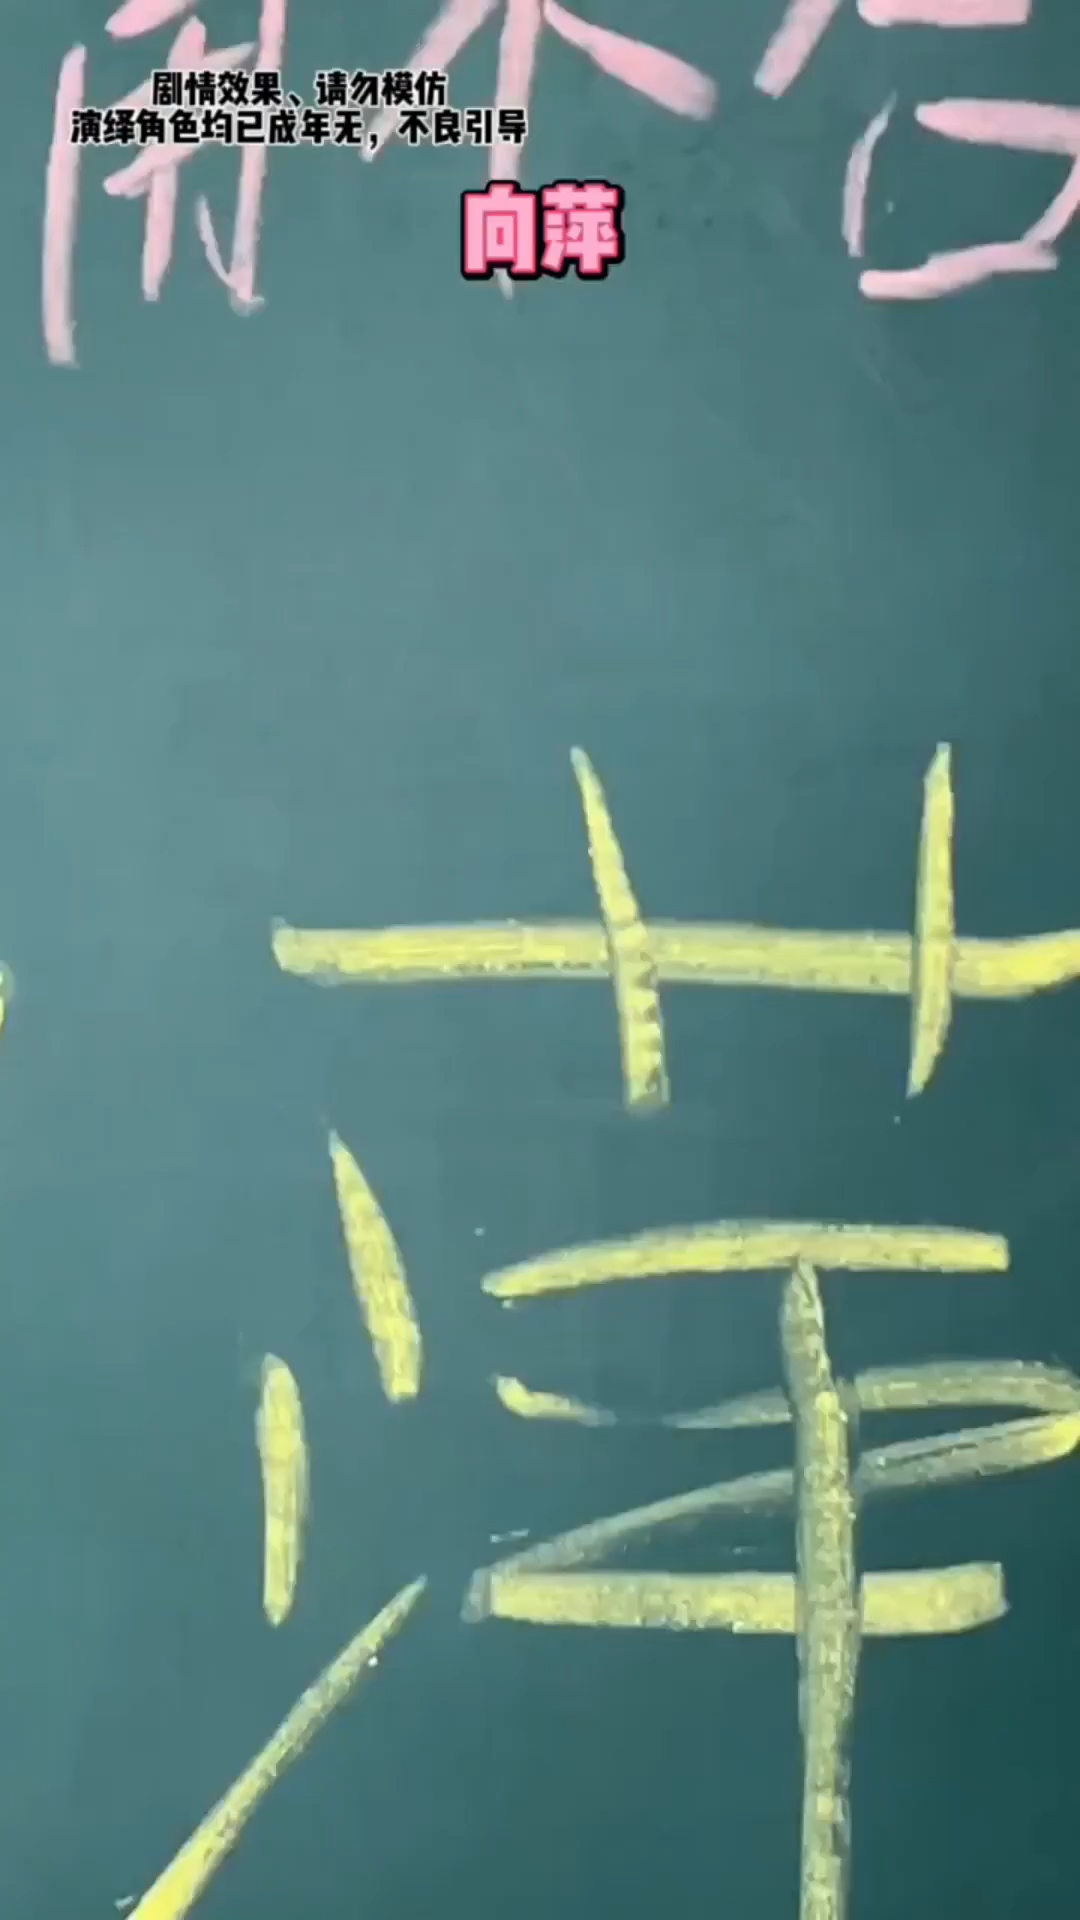 剧情效果、请勿模仿
演绎角色均已成年无，不良引导
向萍
萍